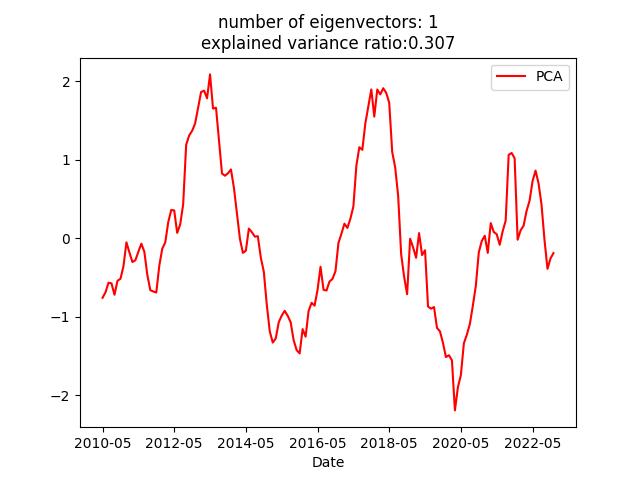 number of eigenvectors: 1
explained variance ratio:0.307
PCA
2
1
0
−1
−2
2010-05 2012-05 2014-05 2016-05 2018-05 2020-05 2022-05
Date